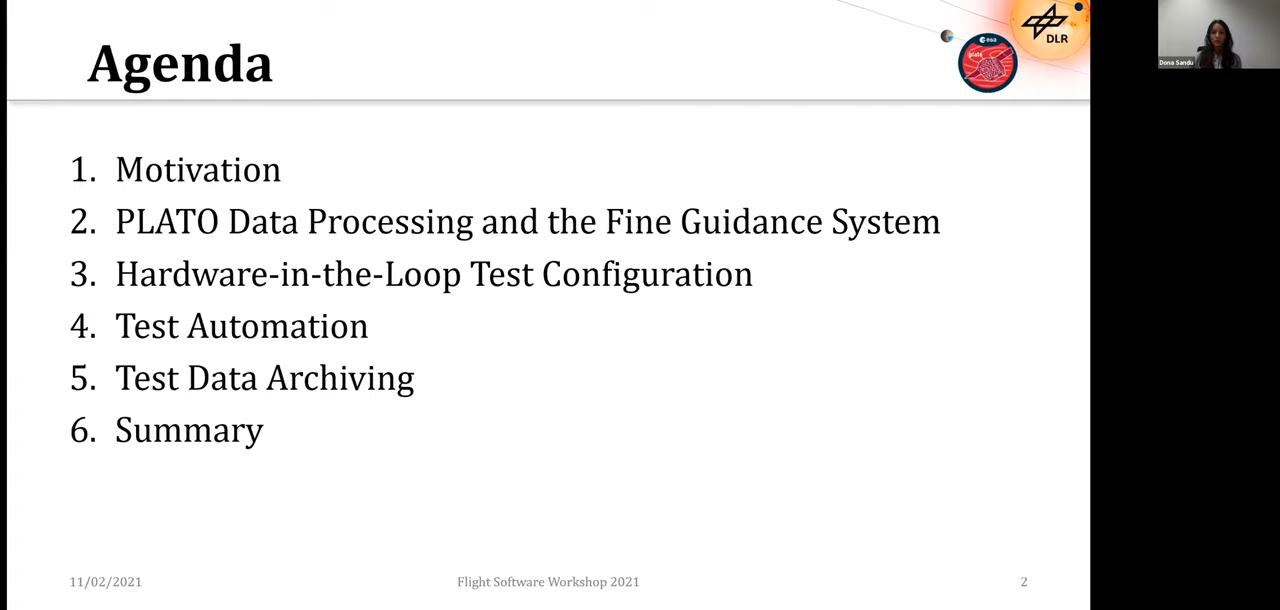 Agenda
esa
plato
DLR
Dona Sandu
1. Motivation
2. PLATO Data Processing and the Fine Guidance System
3. Hardware-in-the-Loop Test Configuration
4. Test Automation
5. Test Data Archiving
6. Summary
11/02/2021
Flight Software Workshop 2021
2